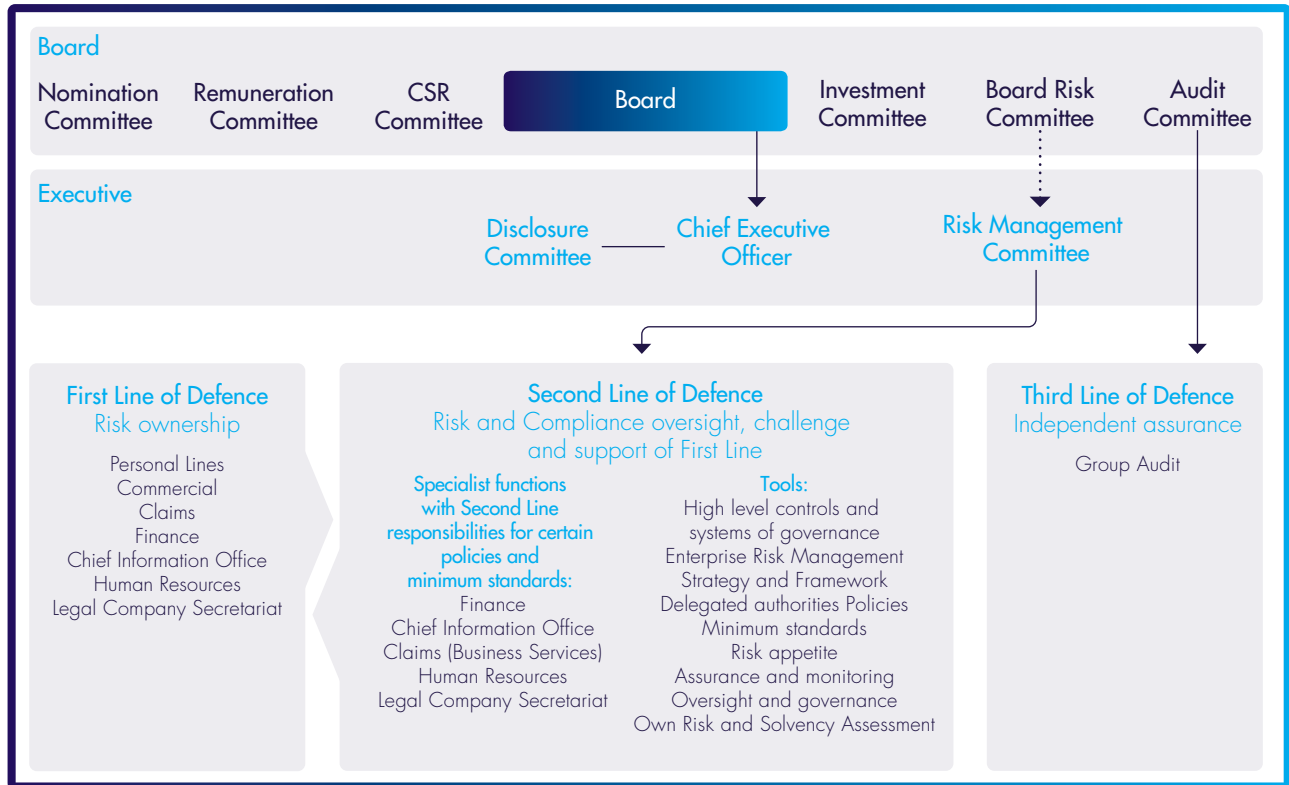 Board
Nomination
Committee
Remuneration
Committee
CSR
Committee
Board
Investment
Committee
Board Risk
Committee
Audit
Committee
Executive
Disclosure
Committee
Chief Executive
Officer
Risk Management
Committee
First Line of Defence
Risk ownership
Personal Lines
Commercial
Claims
Finance
Chief Information Office
Human Resources
Legal Company Secretariat
Second Line of Defence
Risk and Compliance oversight, challenge
and support of First Line
Specialist functions
with Second Line
responsibilities for certain
policies and
minimum standards:
Finance
Chief Information Office
Claims (Business Services)
Human Resources
Legal Company Secretariat
Tools:
High level controls and
systems of governance
Enterprise Risk Management
Strategy and Framework
Delegated authorities Policies
Minimum standards
Risk appetite
Assurance and monitoring
Oversight and governance
Own Risk and Solvency Assessment
Third Line of Defence
Independent assurance
Group Audit